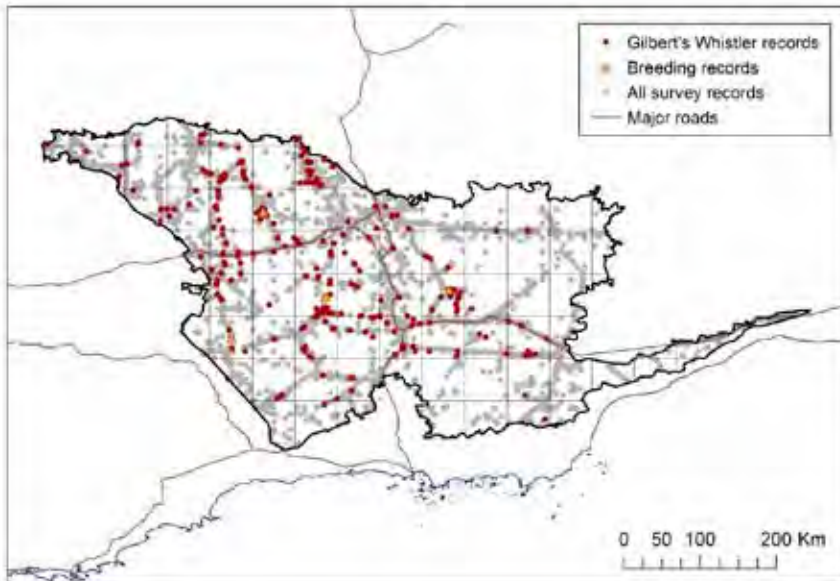 Gilbert's Whistler records
Breeding records
All survey records
Major roads
0 50 100 200 Km